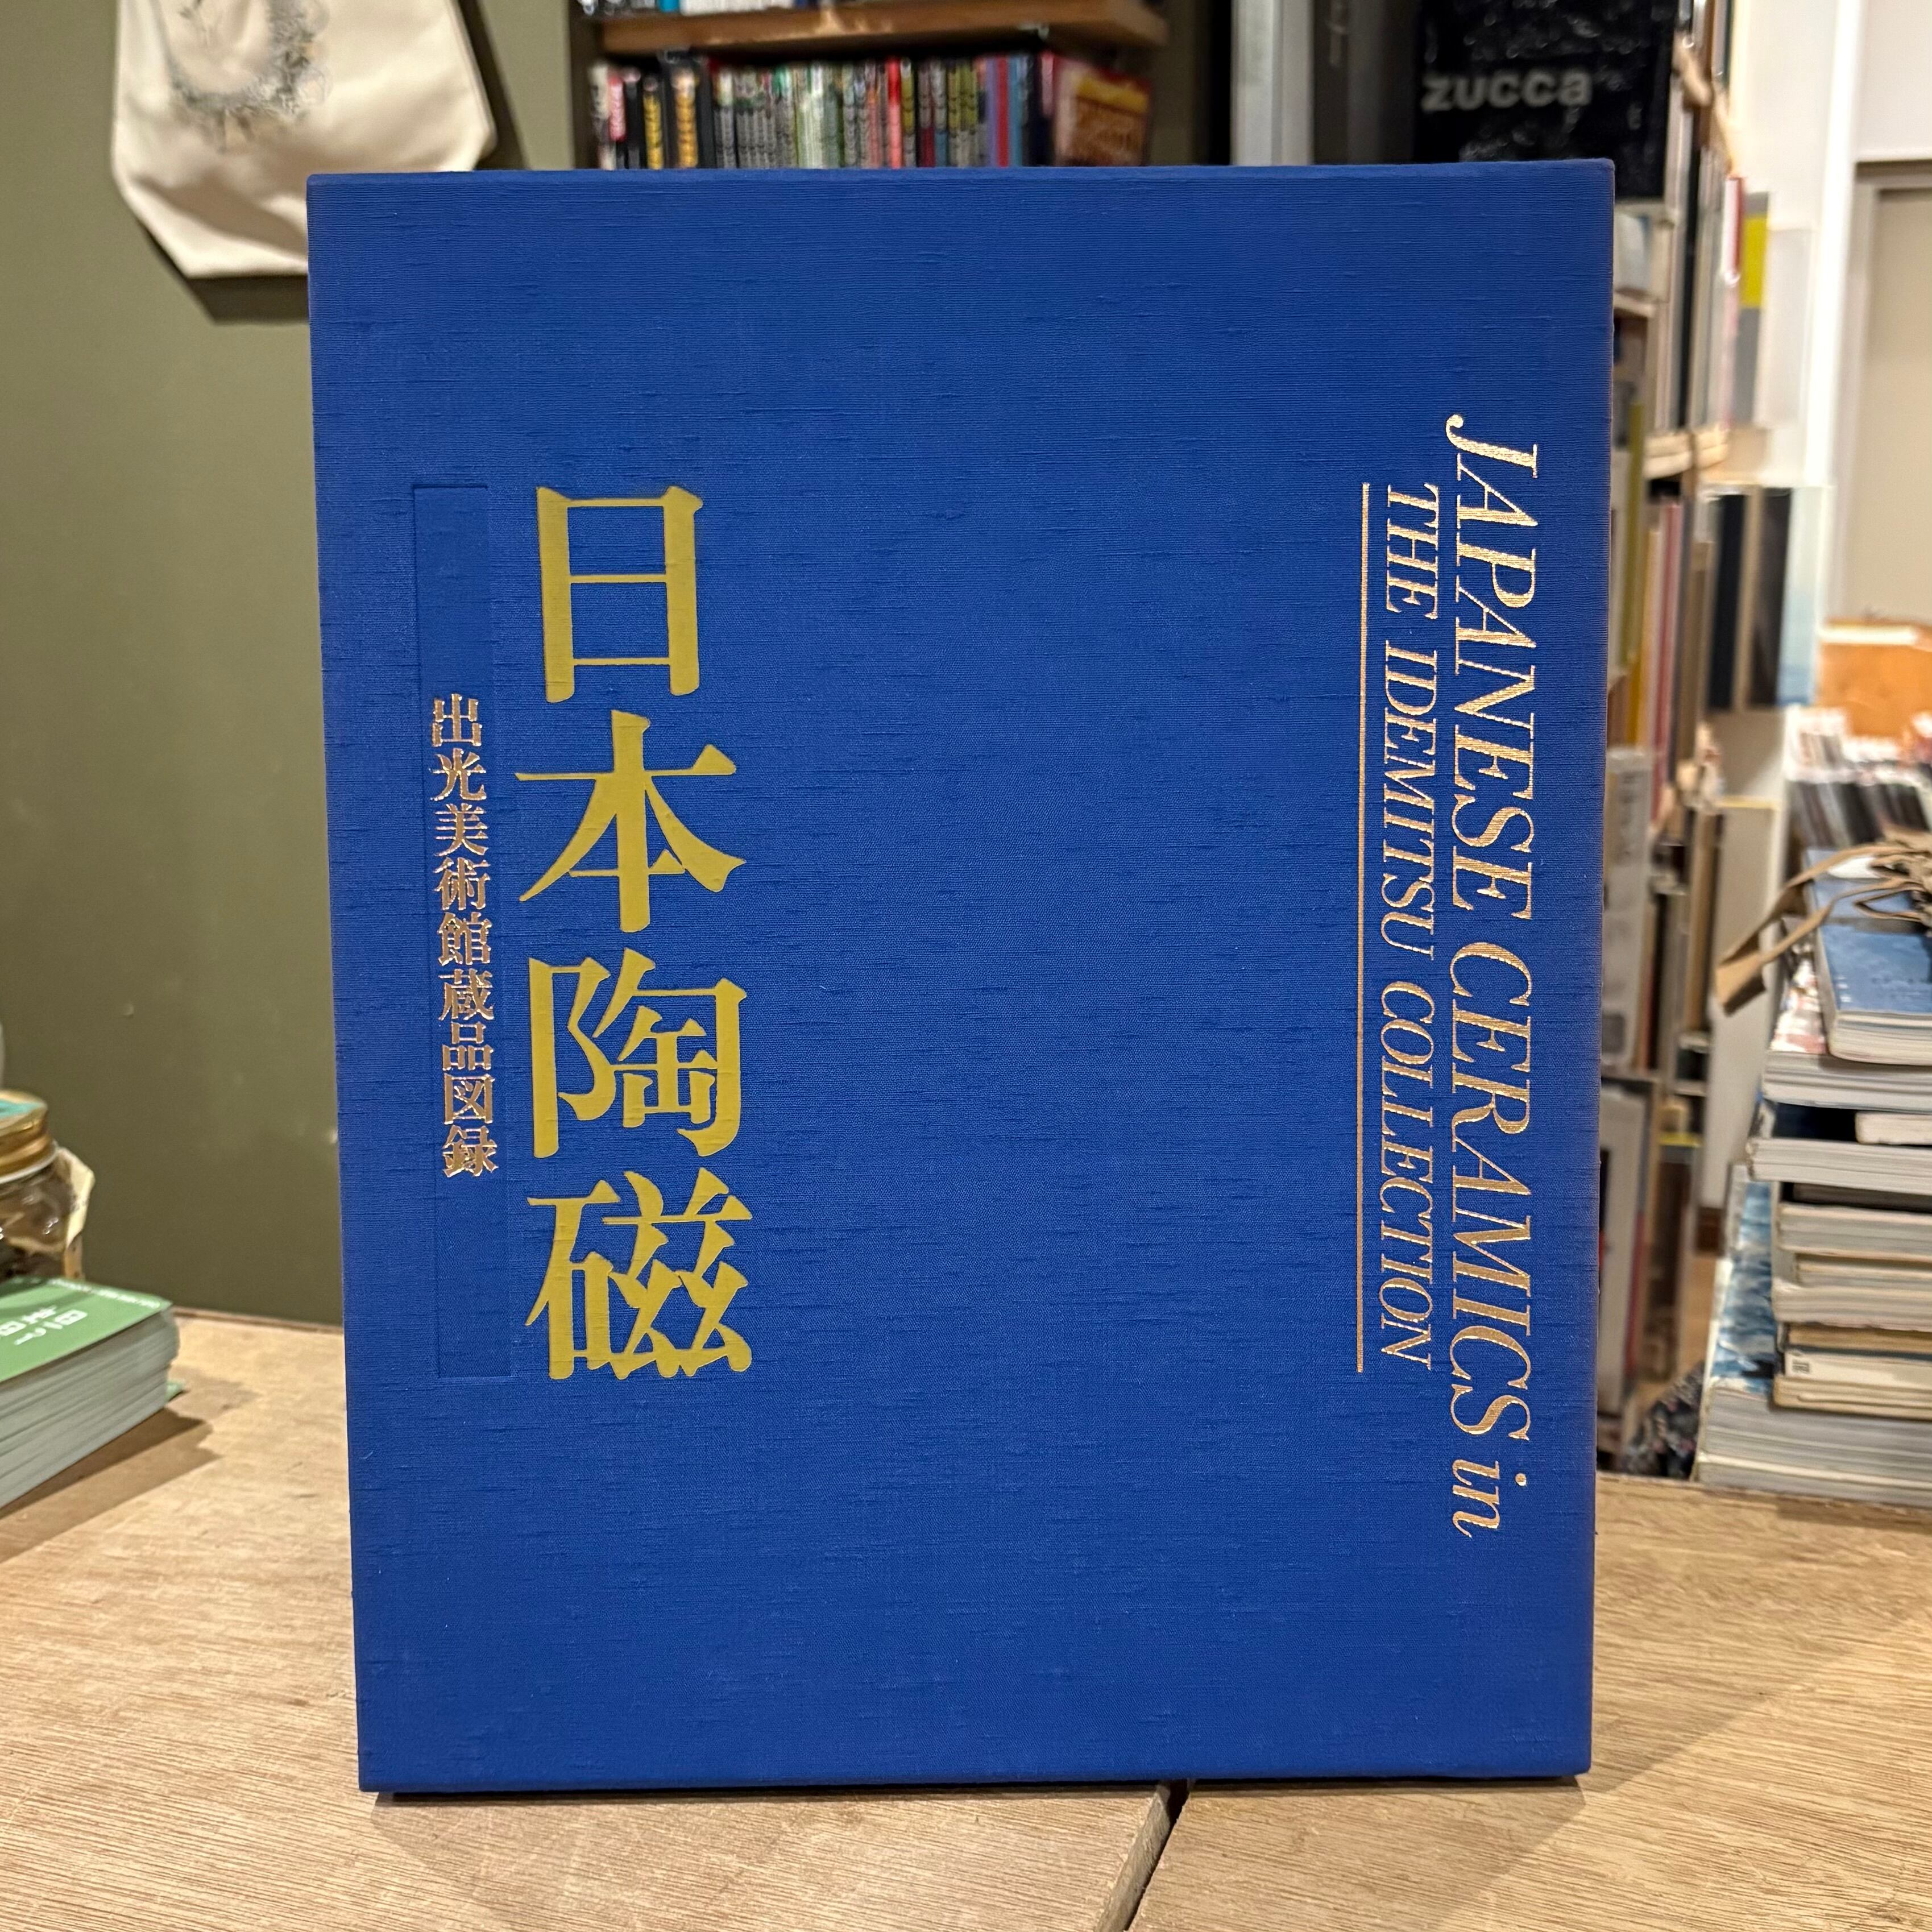 日本陶磁
出光美術館蔵品図録
JAPANESE CERAMICS in
THE IDEMITSU COLLECTION
zucca